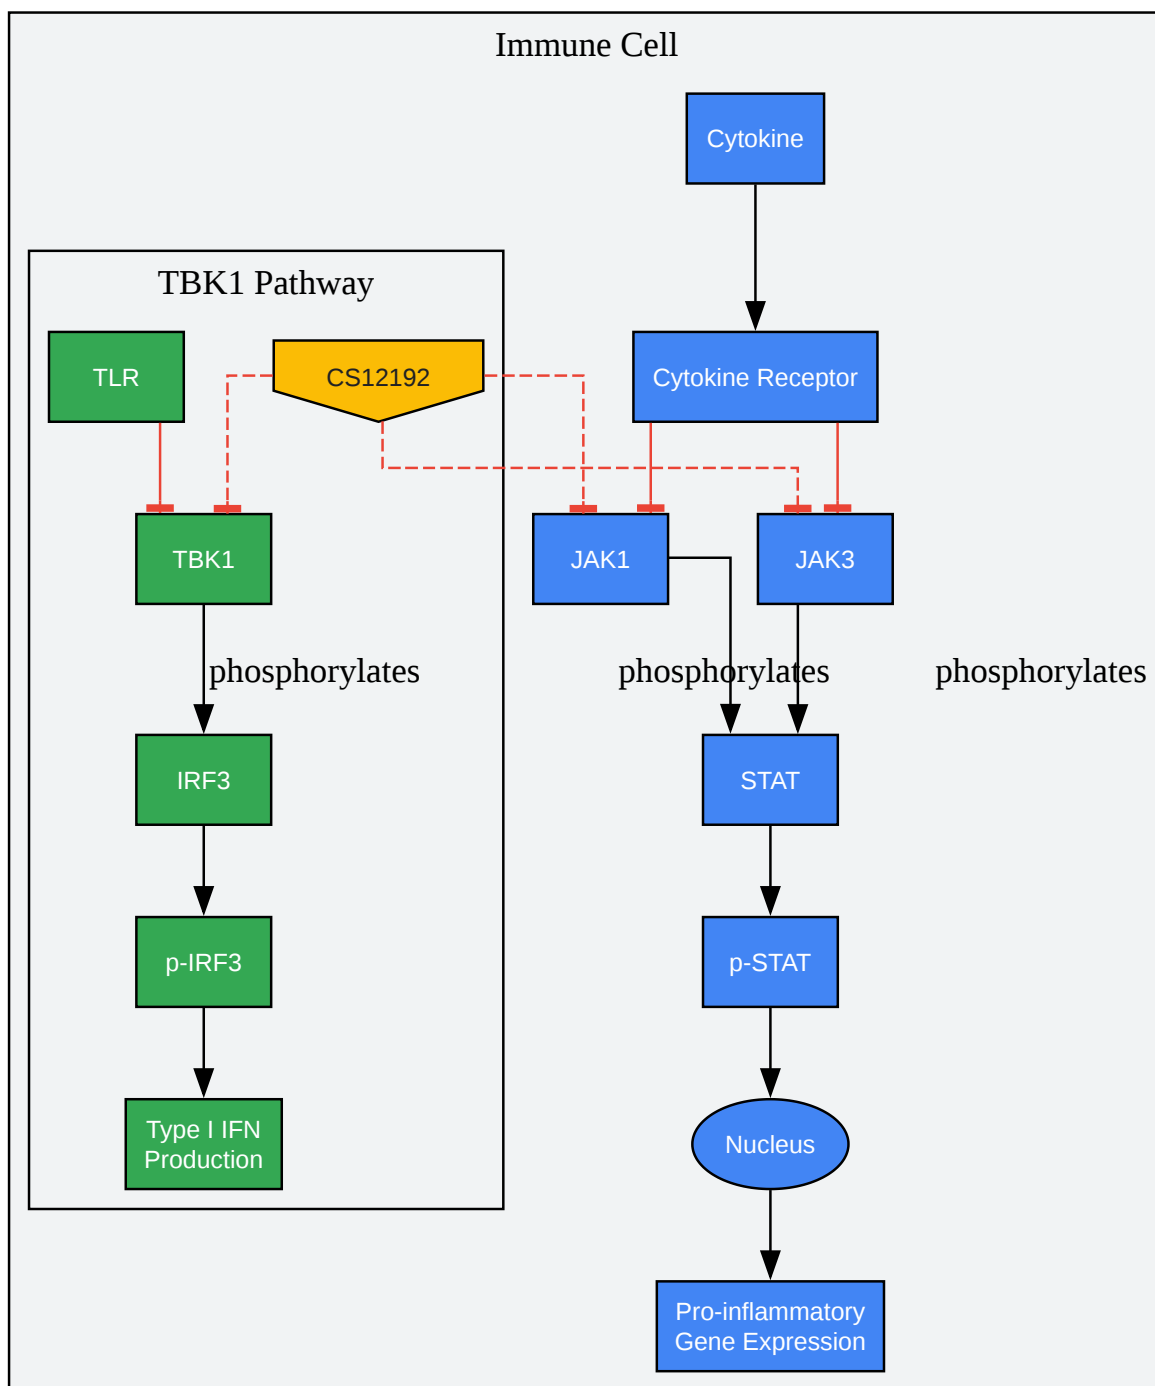 Immune Cell
Cytokine
TBK1 Pathway
TLR
CS12192
Cytokine Receptor
TBK1
JAK1
JAK3
phosphorylates
phosphorylates
phosphorylates
IRF3
STAT
p-IRF3
p-STAT
Type I IFN
Production
Nucleus
Pro-inflammatory
Gene Expression